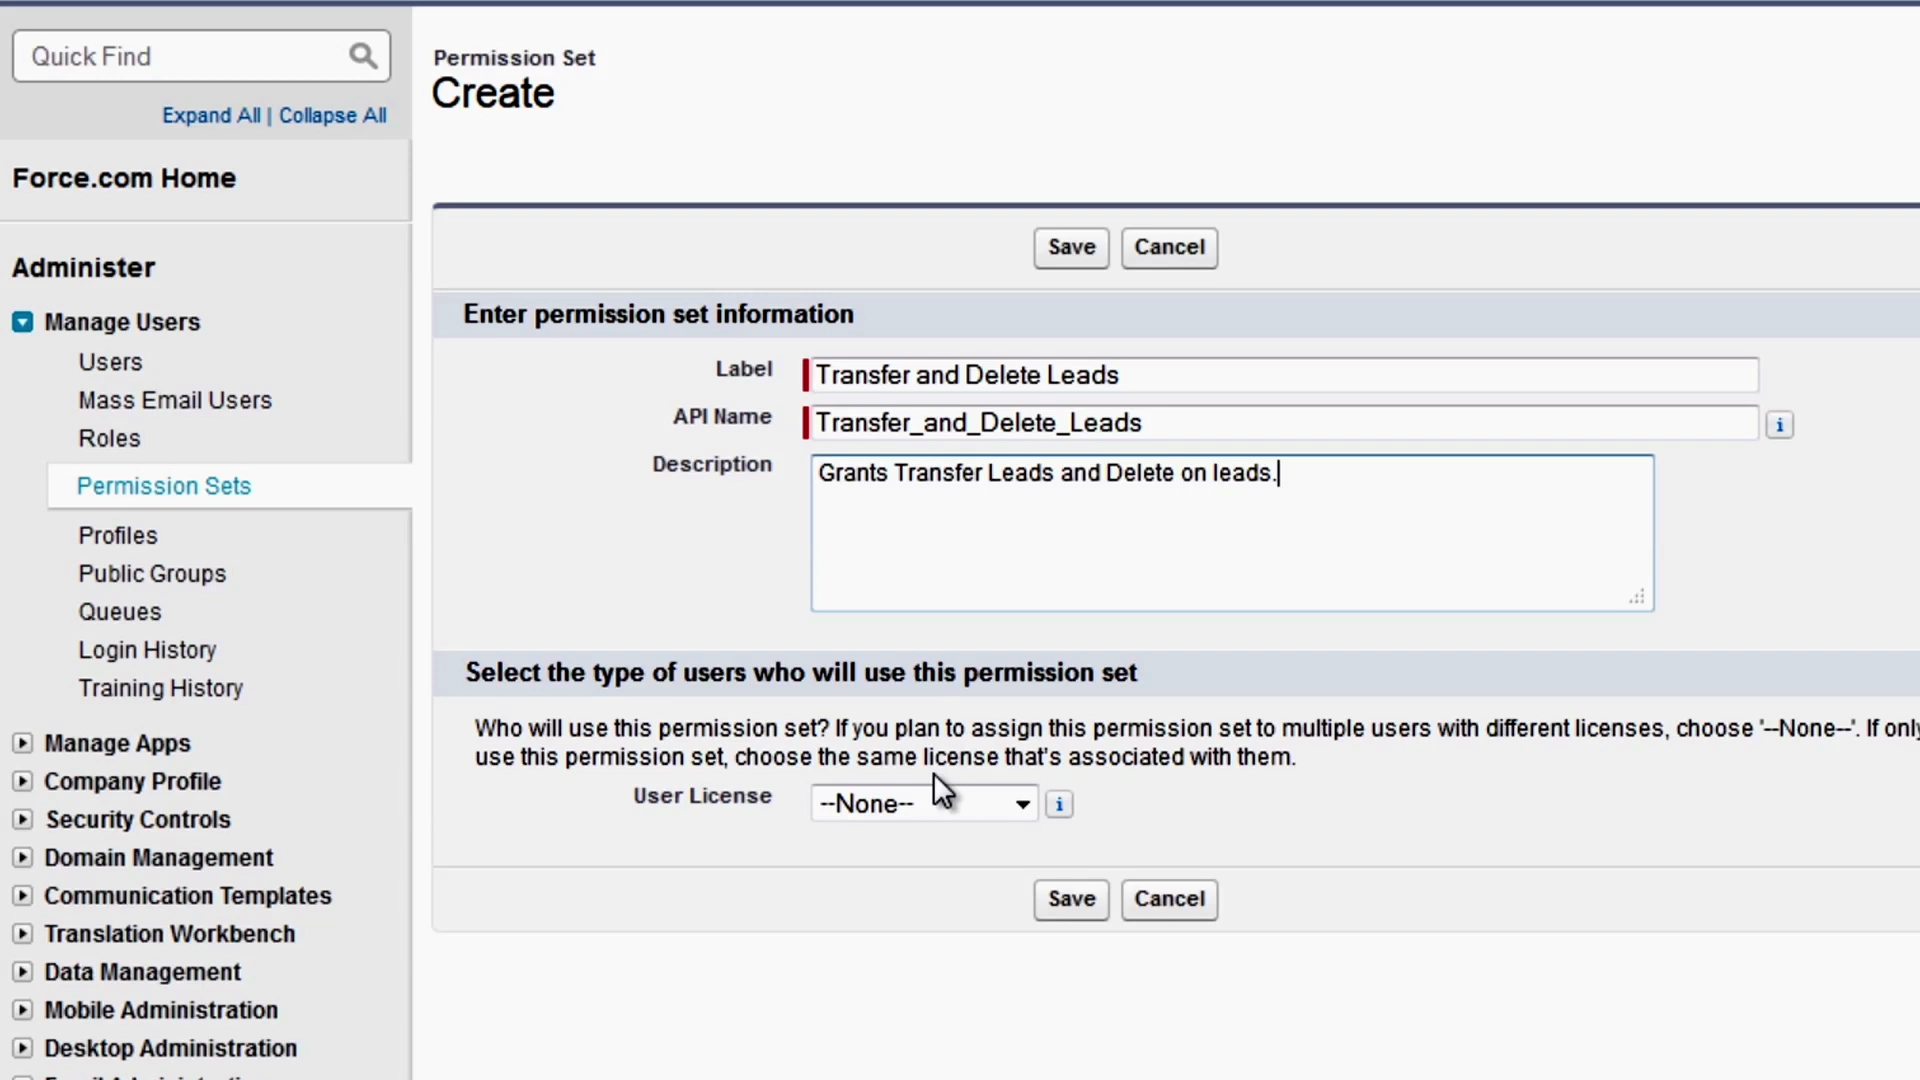 Quick Find
Expand All | Collapse All
Force.com Home
Administer
Manage Users
Users
Mass Email Users
Roles
Permission Sets
Profiles
Public Groups
Queues
Login History
Training History
Manage Apps
Company Profile
Security Controls
Domain Management
Communication Templates
Translation Workbench
Data Management
Mobile Administration
Desktop Administration
Permission Set
Create
Save Cancel
Enter permission set information
Label Transfer and Delete Leads
API Name Transfer_and_Delete_Leads
Description Grants Transfer Leads and Delete on leads.
Select the type of users who will use this permission set
Who will use this permission set? If you plan to assign this permission set to multiple users with different licenses, choose '--None--'. If only
use this permission set, choose the same license that's associated with them.
User License --None--
Save Cancel